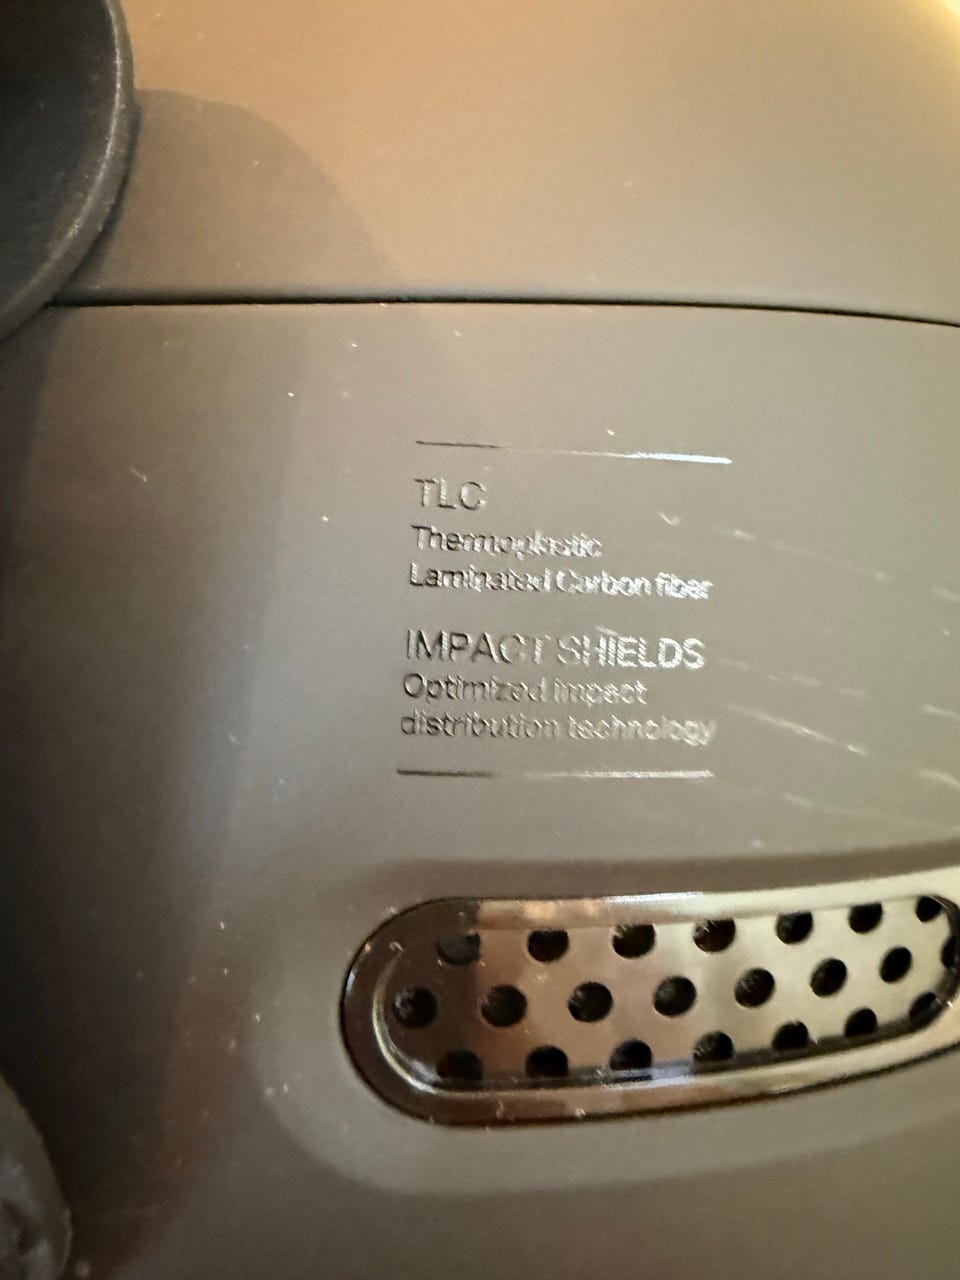 TLC
Thermoplastic
Laminated Carbon fiber
IMPACT SHIELDS
Optimized impact
distribution technology